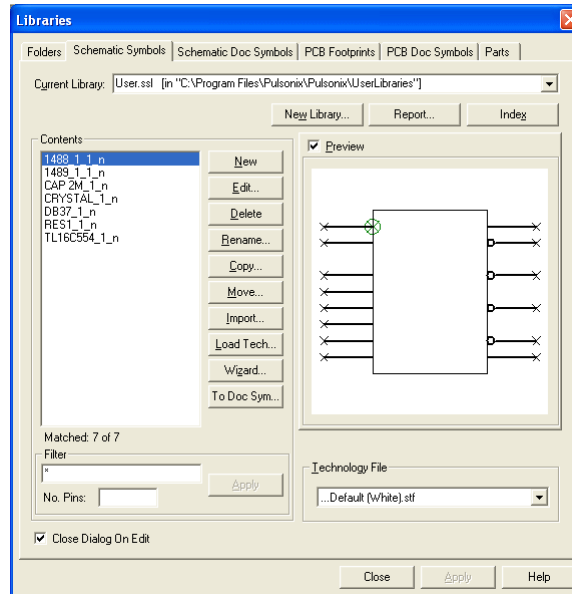 Libraries
Folders Schematic Symbols Schematic Doc Symbols PCB Footprints PCB Doc Symbols Parts
Current Library: User.ssl [in "C:\Program Files\Pulsonix\Pulsonix\UserLibraries"]
New Library... Report... Index
Contents
1488_1_1_n
1489_1_1_n
CAP 2M_1_n
CRYSTAL_1_n
DB37_1_n
RES1_1_n
TL16C554_1_n
New
Edit...
Delete
Rename...
Copy...
Move...
Import...
Load Tech...
Wizard...
To Doc Sym...
Preview
Matched: 7 of 7
Filter
*
No. Pins:
Apply
Technology File
...Default (White).stf
Close Dialog On Edit
Close Apply Help